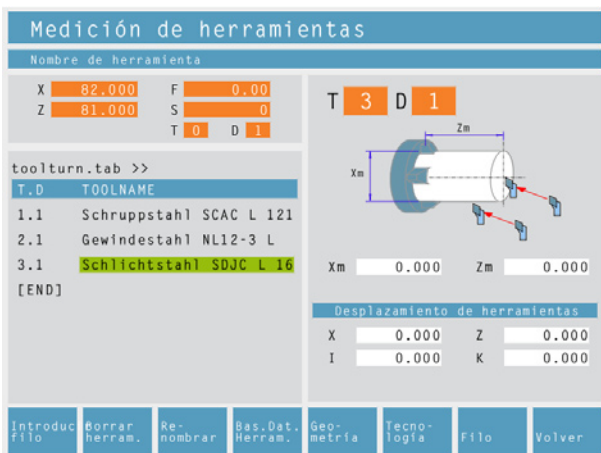 Medición de herramientas
Nombre de herramienta
X 82.000 F 0.00
Z 81.000 S 0
T 0 D 1
toolturn.tab >>
T.D TOOLNAME
1.1 Schruppstahl SCAC L 121
2.1 Gewindestahl NL12-3 L
3.1 Schlichtstahl SDJC L 16
[END]
T 3 D 1
Zm
Xm
Xm 0.000 Zm 0.000
Desplazamiento de herramientas
X 0.000 Z 0.000
I 0.000 K 0.000
Introduc filo
Borrar herram.
Re-
nombrar
Bas.Dat.
Herram.
Geo-
metría
Tecno-
logía
Filo
Volver